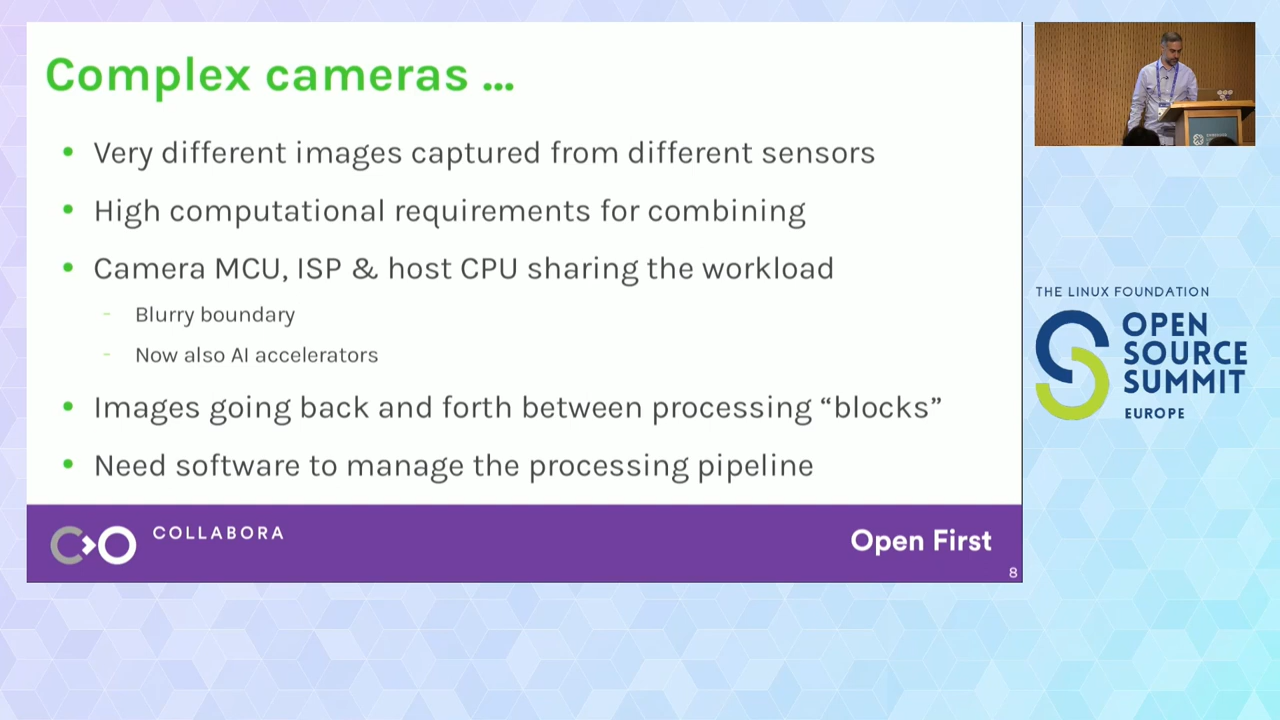 Complex cameras ...
• Very different images captured from different sensors
• High computational requirements for combining
• Camera MCU, ISP & host CPU sharing the workload
- Blurry boundary
- Now also AI accelerators
• Images going back and forth between processing “blocks”
• Need software to manage the processing pipeline
COLLABORA
Open First
8
THE LINUX FOUNDATION
OPEN
SOURCE
SUMMIT
EUROPE